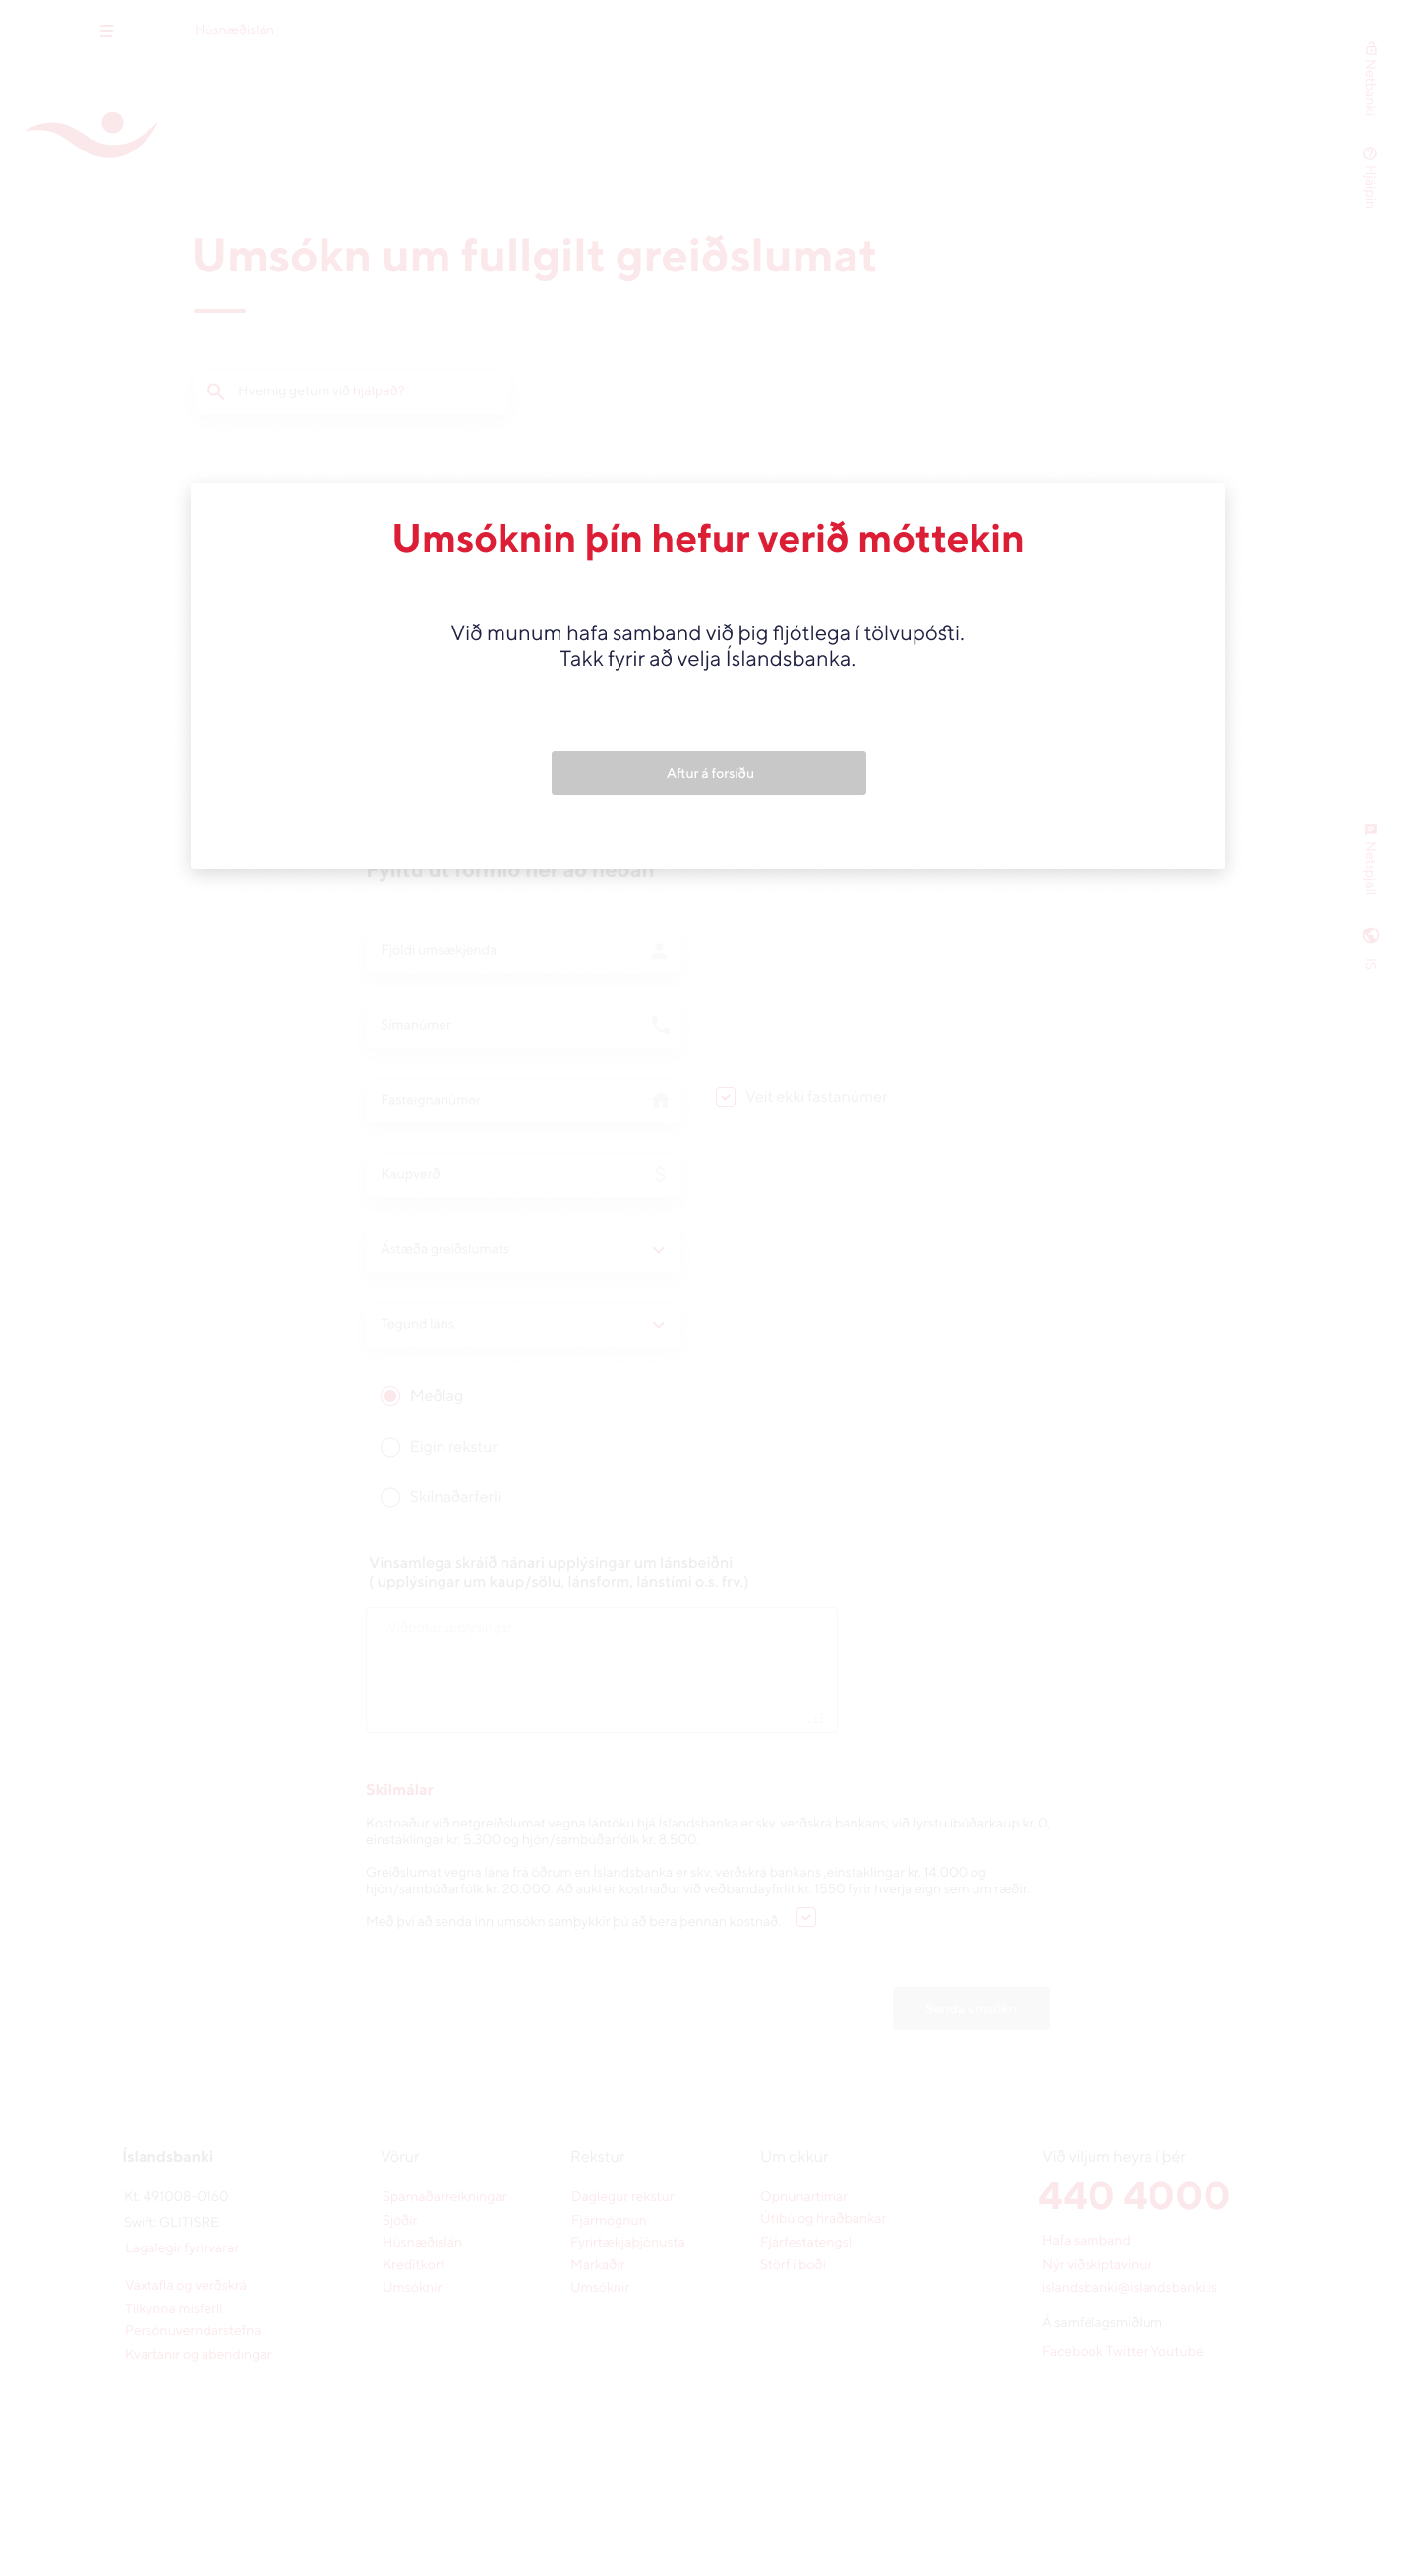 Húsnæðislán
Netbanki
Hjálpin
Umsókn um fullgilt greiðslumat
Hvernig getum við hjálpað?
Umsóknin þín hefur verið móttekin
Við munum hafa samband við þig fljótlega í tölvupósti.
Takk fyrir að velja Íslandsbanka.
Aftur á forsíðu
Netspjall
IS
Fylltu út formið hér að neðan
Fjöldi umsækjenda
Símanúmer
Fasteignanúmer
Veit ekki fastanúmer
Kaupverð
Ástæða greiðslumats
Tegund láns
Meðlag
Eigin rekstur
Skilnaðarferli
Vinsamlega skráið nánari upplýsingar um lánsbeiðni
( upplýsingar um kaup/sölu, lánsform, lánstími o.s. frv.)
Skilmálar
Kostnaður við netgreiðslumat vegna lántöku hjá Íslandsbanka er skv. verðskrá bankans; við fyrstu íbúðarkaup kr. 0,
einstaklingar kr. 5.300 og hjón/sambúðarfólk kr. 8.500.
Greiðslumat vegna lána frá öðrum en Íslandsbanka er skv. verðskrá bankans ,einstaklingar kr. 14.000 og
hjón/sambúðarfólk kr. 20.000. Að auki er kostnaður við veðbandayfirlit kr. 1550 fyrir hverja eign sem um ræðir.
Með því að senda inn umsókn samþykkir þú að bera þennan kostnað.
Senda umsókn
Íslandsbanki
Kt. 491008-0160
Swift: GLITISRE
Lagalegir fyrirvarar
Vaxtafla og verðskrá
Tilkynna misferli
Persónuverndarstefna
Kvartanir og ábendingar
Vörur
Sparnaðarreikningar
Sjóðir
Húsnæðislán
Kreditkort
Umsóknir
Rekstur
Daglegur rekstur
Fjármögnun
Fyrirtækjaþjónusta
Markaðir
Umsóknir
Um okkur
Opnunartímar
Útibú og hraðbankar
Fjárfestatengsl
Störf í boði
Við viljum heyra í þér
440 4000
Hafa samband
Nýr viðskiptavinur
islandsbanki@islandsbanki.is
Á samfélagsmiðlum
Facebook Twitter Youtube